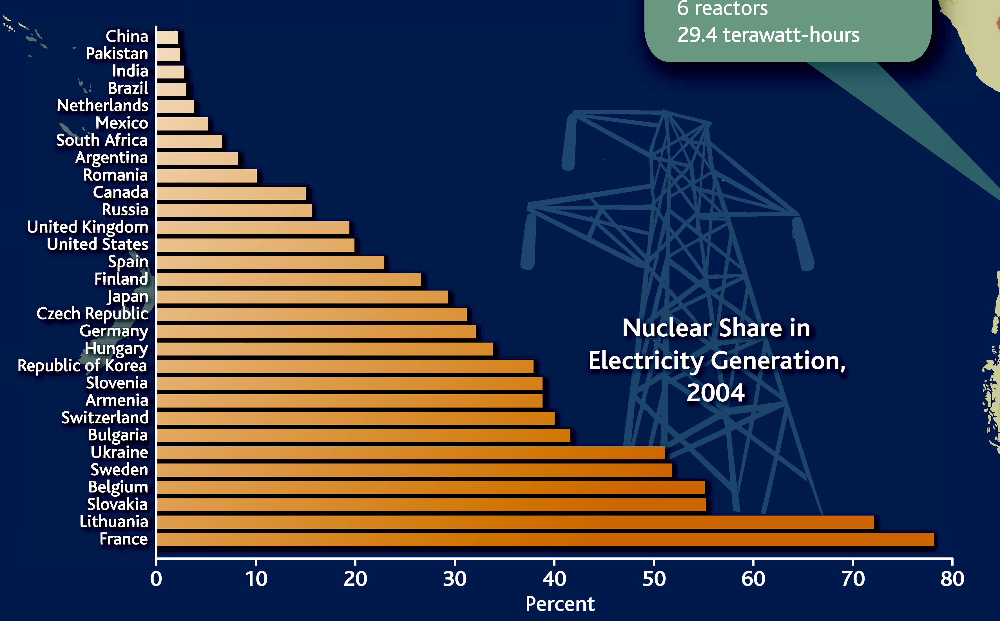 6 reactors
29.4 terawatt-hours
China
Pakistan
India
Brazil
Netherlands
Mexico
South Africa
Argentina
Romania
Canada
Russia
United Kingdom
United States
Spain
Finland
Japan
Czech Republic
Germany
Hungary
Republic of Korea
Slovenia
Armenia
Switzerland
Bulgaria
Ukraine
Sweden
Belgium
Slovakia
Lithuania
France
Nuclear Share in
Electricity Generation,
2004
0 10 20 30 40 50 60 70 80
Percent